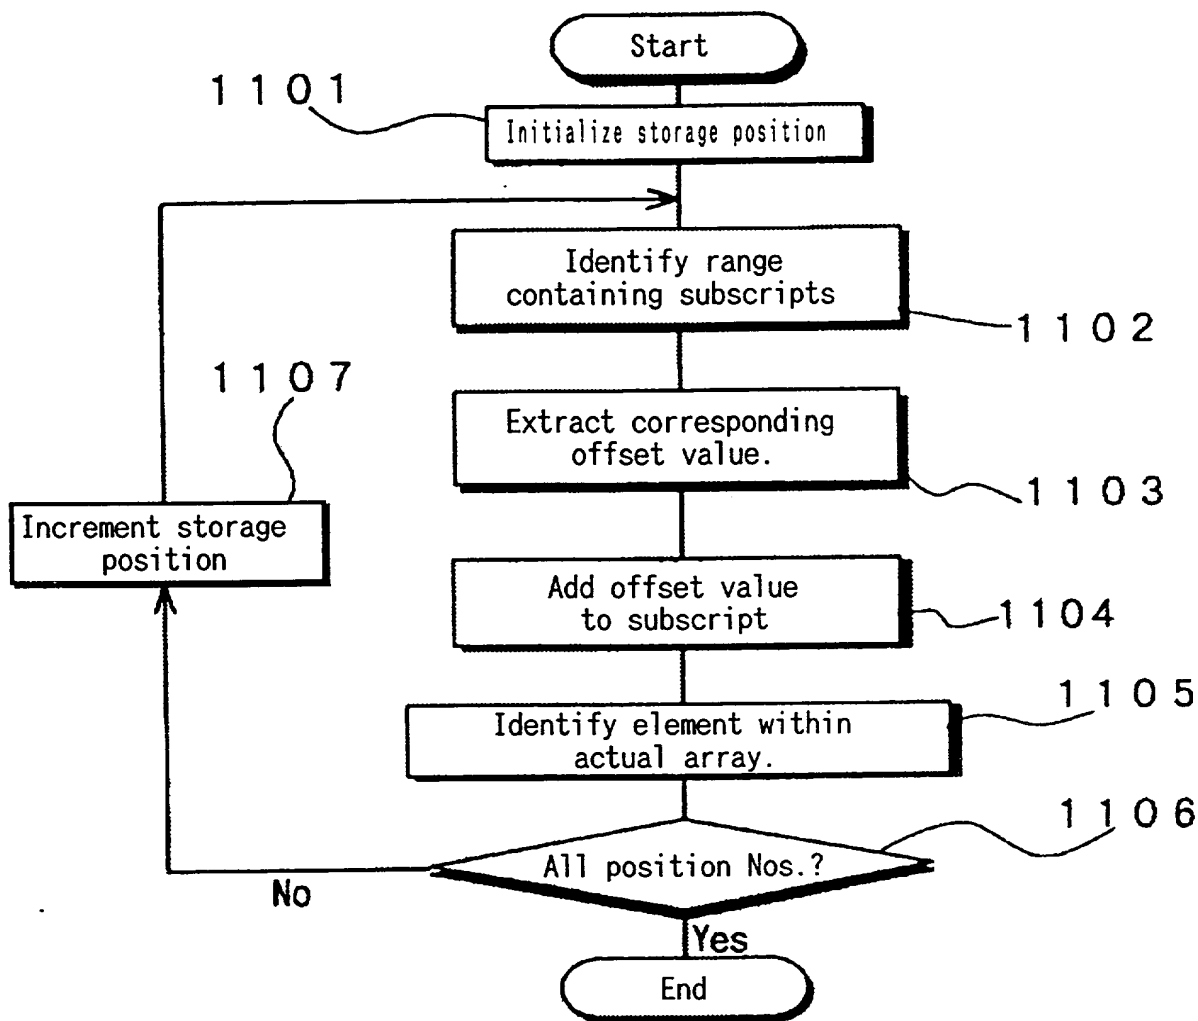 Start
1101
Initialize storage position
Identify range
containing subscripts
1102
1107
Extract corresponding
offset value.
1103
Increment storage
position
Add offset value
to subscript
1104
1105
Identify element within
actual array.
1106
All position Nos.?
No
Yes
End